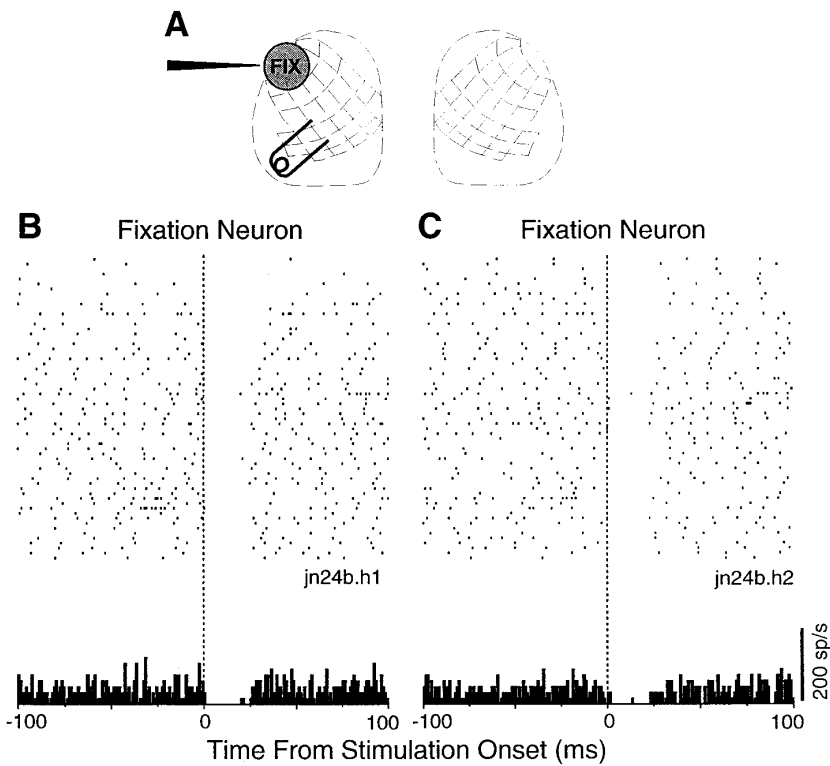 A
FIX
B
Fixation Neuron
C
Fixation Neuron
jn24b.h1
jn24b.h2
200 sp/s
-100 0 100
-100 0 100
Time From Stimulation Onset (ms)